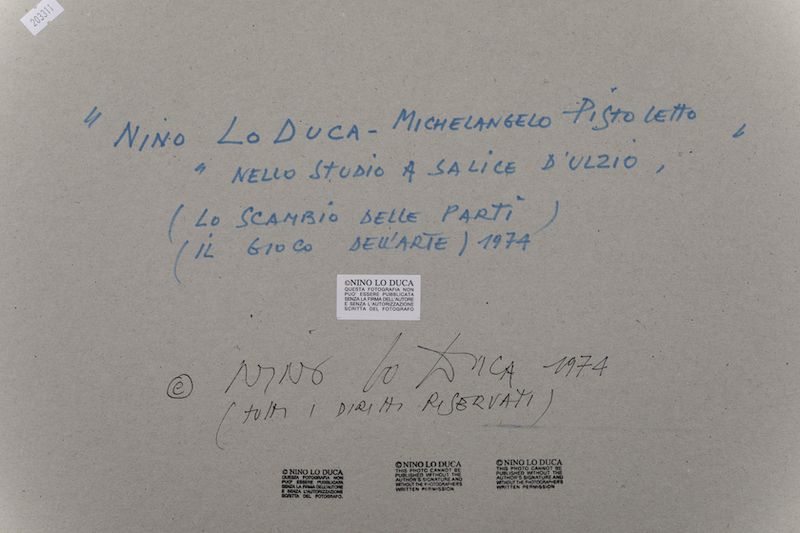 203311
" NINO LO DUCA - MICHELANGELO PISTOLETTO "
" NELLO STUDIO A SALICE D'ULZIO ,
(LO SCAMBIO DELLE PARTI)
(IL GIOCO DELL'ARTE) 1974
©NINO LO DUCA
QUESTA FOTOGRAFIA NON
PUO' ESSERE PUBBLICATA
SENZA LA FIRMA DELL'AUTORE
E SENZA L'AUTORIZZAZIONE
SCRITTA DEL FOTOGRAFO
© NINO LO DUCA 1974
(TUTTI I DIRITTI RISERVATI)
© NINO LO DUCA
QUESTA FOTOGRAFIA NON
PUO' ESSERE PUBBLICATA
SENZA LA FIRMA DELL'AUTORE
E SENZA L'AUTORIZZAZIONE
SCRITTA DEL FOTOGRAFO.
© NINO LO DUCA
THIS PHOTO CANNOT BE
PUBLISHED WITHOUT THE
AUTHOR'S SIGNATURE AND
WITHOUT THE PHOTOGRAPHERS
WRITTEN PERMISSION
© NINO LO DUCA
THIS PHOTO CANNOT BE
PUBLISHED WITHOUT THE
AUTHOR'S SIGNATURE AND
WITHOUT THE PHOTOGRAPHERS
WRITTEN PERMISSION